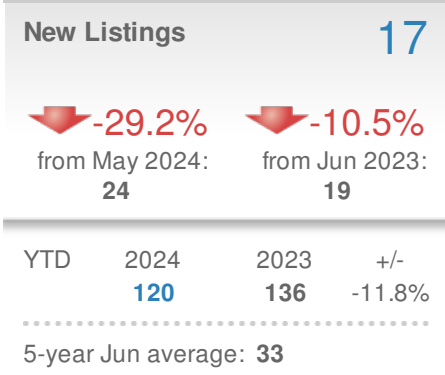 New Listings 17
-29.2% -10.5%
from May 2024: from Jun 2023:
24 19
YTD 2024 2023 +/-
120 136 -11.8%
5-year Jun average: 33